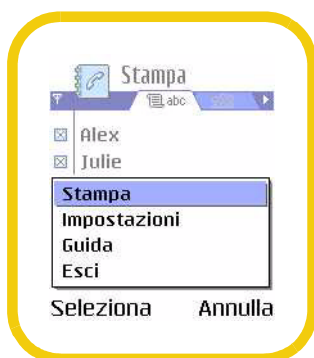 Stampa
abc
Alex
Julie
Stampa
Impostazioni
Guida
Esci
Seleziona Annulla